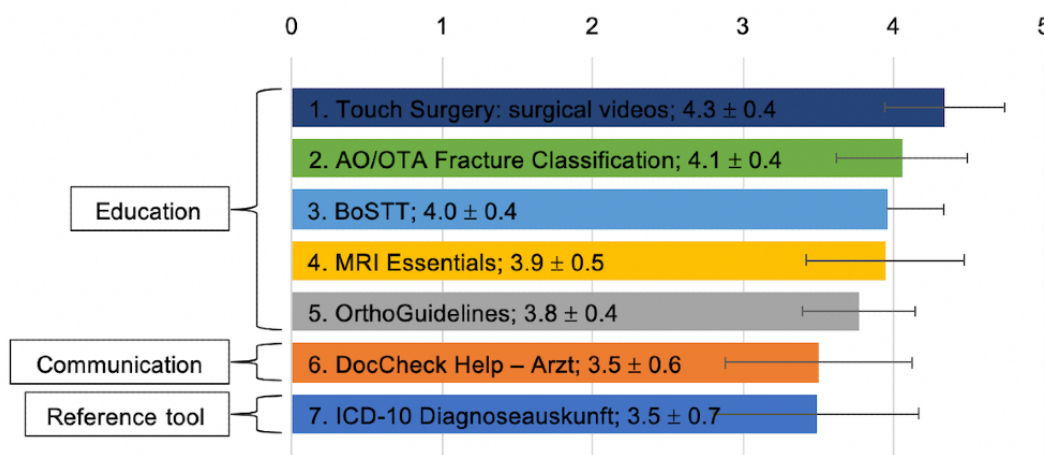 0 1 2 3 4 5
1. Touch Surgery: surgical videos; 4.3 ± 0.4
2. AO/OTA Fracture Classification; 4.1 ± 0.4
Education
3. BoSTT; 4.0 ± 0.4
4. MRI Essentials; 3.9 ± 0.5
5. OrthoGuidelines; 3.8 ± 0.4
Communication
6. DocCheck Help – Arzt; 3.5 ± 0.6
Reference tool
7. ICD-10 Diagnoseauskunft; 3.5 ± 0.7